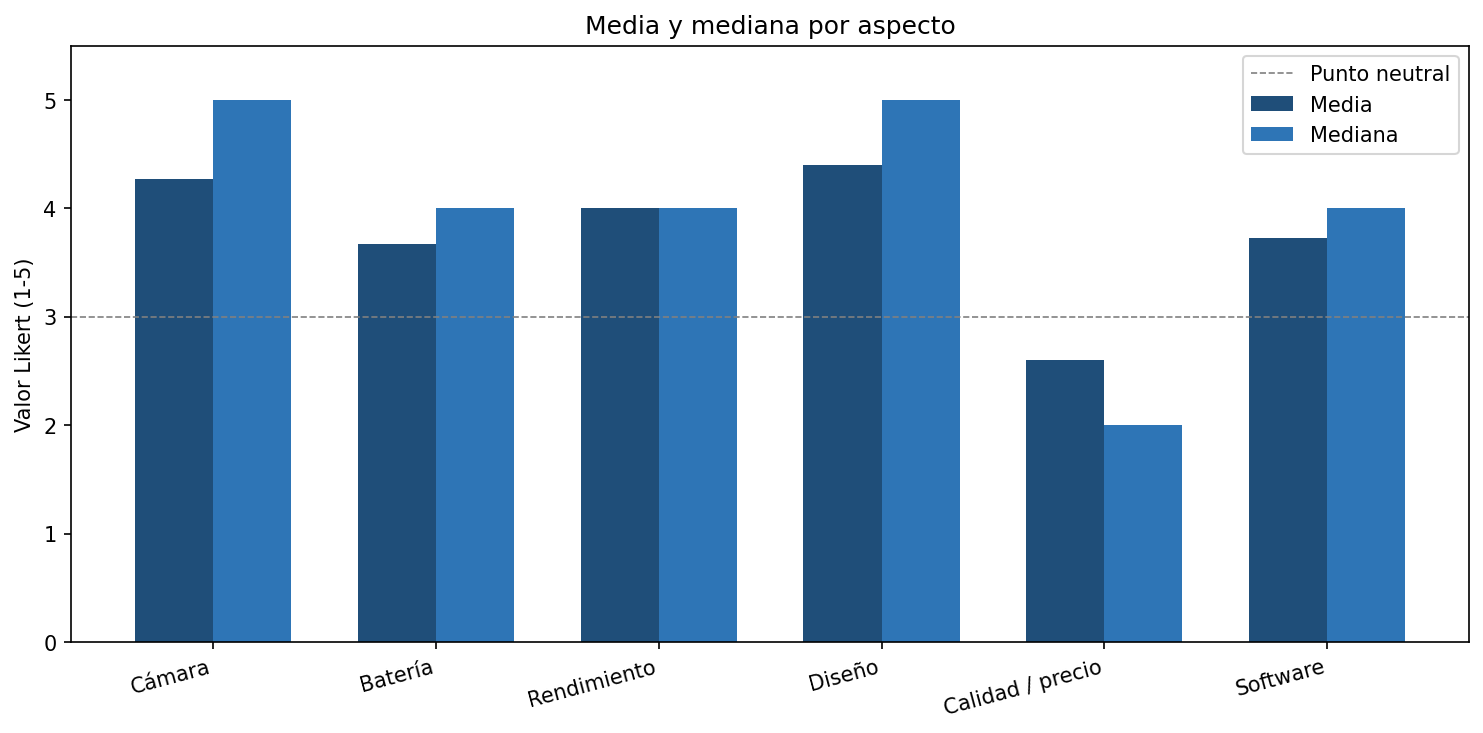 Media y mediana por aspecto
Punto neutral
Media
Mediana
Valor Likert (1-5)
5
4
3
2
1
0
Cámara
Batería
Rendimiento
Diseño
Calidad / precio
Software